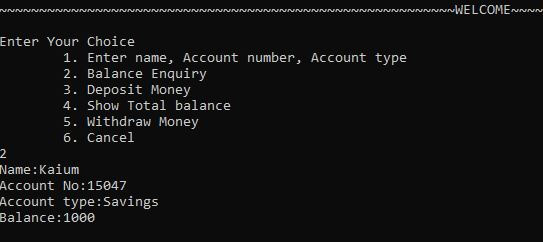 ~~~~~~~~~~~~~~~~~~~~~~~~~~~~~~~~~~~~~~~~~~~~~~~~~~~~~~~~~WELCOME~~~~
Enter Your Choice
1. Enter name, Account number, Account type
2. Balance Enquiry
3. Deposit Money
4. Show Total balance
5. Withdraw Money
6. Cancel
2
Name:Kaium
Account No:15047
Account type:Savings
Balance:1000